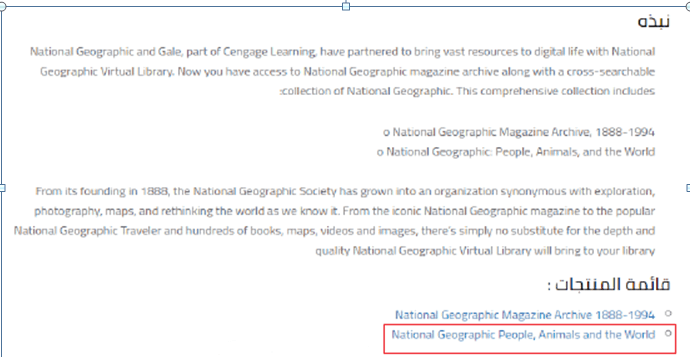 نبذه
National Geographic and Gale, part of Cengage Learning, have partnered to bring vast resources to digital life with National
Geographic Virtual Library. Now you have access to National Geographic magazine archive along with a cross-searchable
:collection of National Geographic. This comprehensive collection includes
o National Geographic Magazine Archive, 1888-1994
o National Geographic: People, Animals, and the World
From its founding in 1888, the National Geographic Society has grown into an organization synonymous with exploration,
photography, maps, and rethinking the world as we know it. From the iconic National Geographic magazine to the popular
National Geographic Traveler and hundreds of books, maps, videos and images, there's simply no substitute for the depth and
quality National Geographic Virtual Library will bring to your library
قائمة المنتجات :
National Geographic Magazine Archive 1888-1994
National Geographic People, Animals and the World